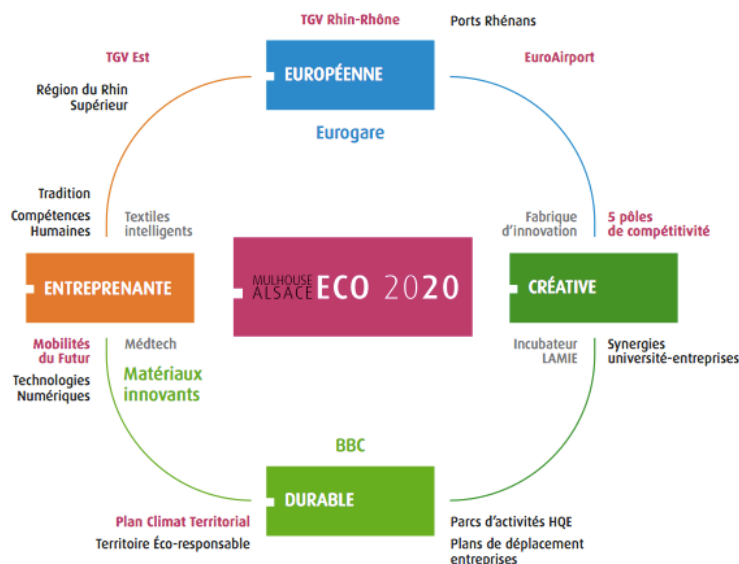 TGV Rhin-Rhône
Ports Rhénans
TGV Est
EUROPÉENNE
EuroAirport
Région du Rhin
Supérieur
Eurogare
Tradition
Compétences
Humaines
Textiles
intelligents
Fabrique
d'innovation
5 pôles
de compétitivité
ENTREPRENANTE
MULHOUSE
ALSACE ECO 2020
CRÉATIVE
Mobilités
du Futur
Médtech
Incubateur
LAMIE
Synergies
université-entreprises
Technologies
Numériques
Matériaux
innovants
BBC
DURABLE
Plan Climat Territorial
Territoire Éco-responsable
Parcs d'activités HQE
Plans de déplacement
entreprises